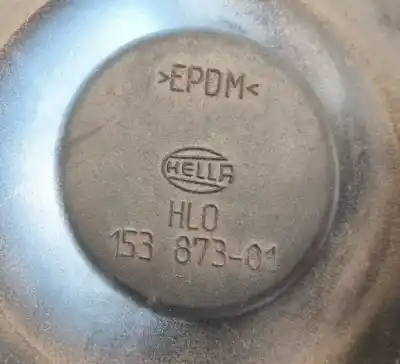 >EPDM<
HELLA
HLO
153 873-01